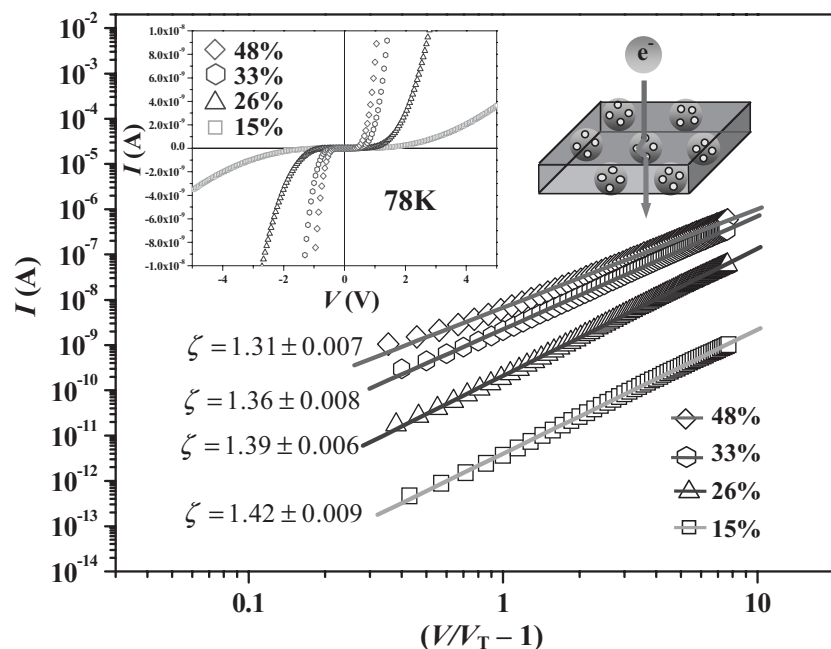 10⁻²
10⁻³
10⁻⁴
10⁻⁵
10⁻⁶
10⁻⁷
10⁻⁸
10⁻⁹
10⁻¹⁰
10⁻¹¹
10⁻¹²
10⁻¹³
10⁻¹⁴
I (A)
0.1 1 10
(V/V_T – 1)
1.0x10⁻⁸
8.0x10⁻⁹
6.0x10⁻⁹
4.0x10⁻⁹
2.0x10⁻⁹
0.0
-2.0x10⁻⁹
-4.0x10⁻⁹
-6.0x10⁻⁹
-8.0x10⁻⁹
-1.0x10⁻⁸
I (A)
48%
33%
26%
15%
78K
-4 -2 0 2 4
V (V)
e⁻
ζ = 1.31 ± 0.007
ζ = 1.36 ± 0.008
ζ = 1.39 ± 0.006
ζ = 1.42 ± 0.009
48%
33%
26%
15%